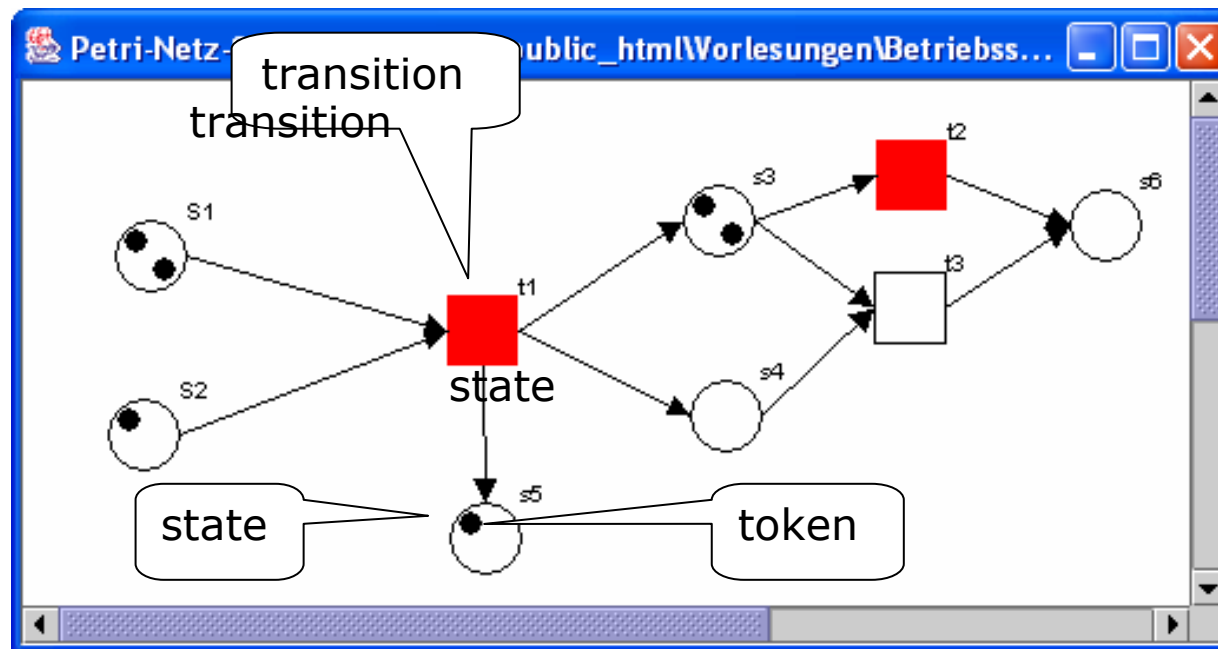 Petri-Netz- ublic_html\Vorlesungen\Betriebss...
transition
transition
t2
s3
s6
S1
t3
t1
state
s4
S2
s5
state
token